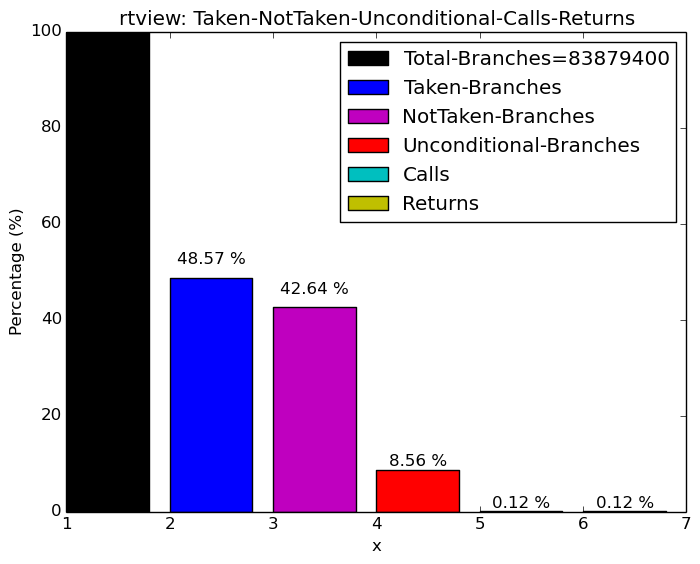 rtview: Taken-NotTaken-Unconditional-Calls-Returns
Total-Branches=83879400
Taken-Branches
NotTaken-Branches
Unconditional-Branches
Calls
Returns
Percentage (%)
100
80
60
40
20
0
48.57 %
42.64 %
8.56 %
0.12 %
0.12 %
1 2 3 4 5 6 7
x